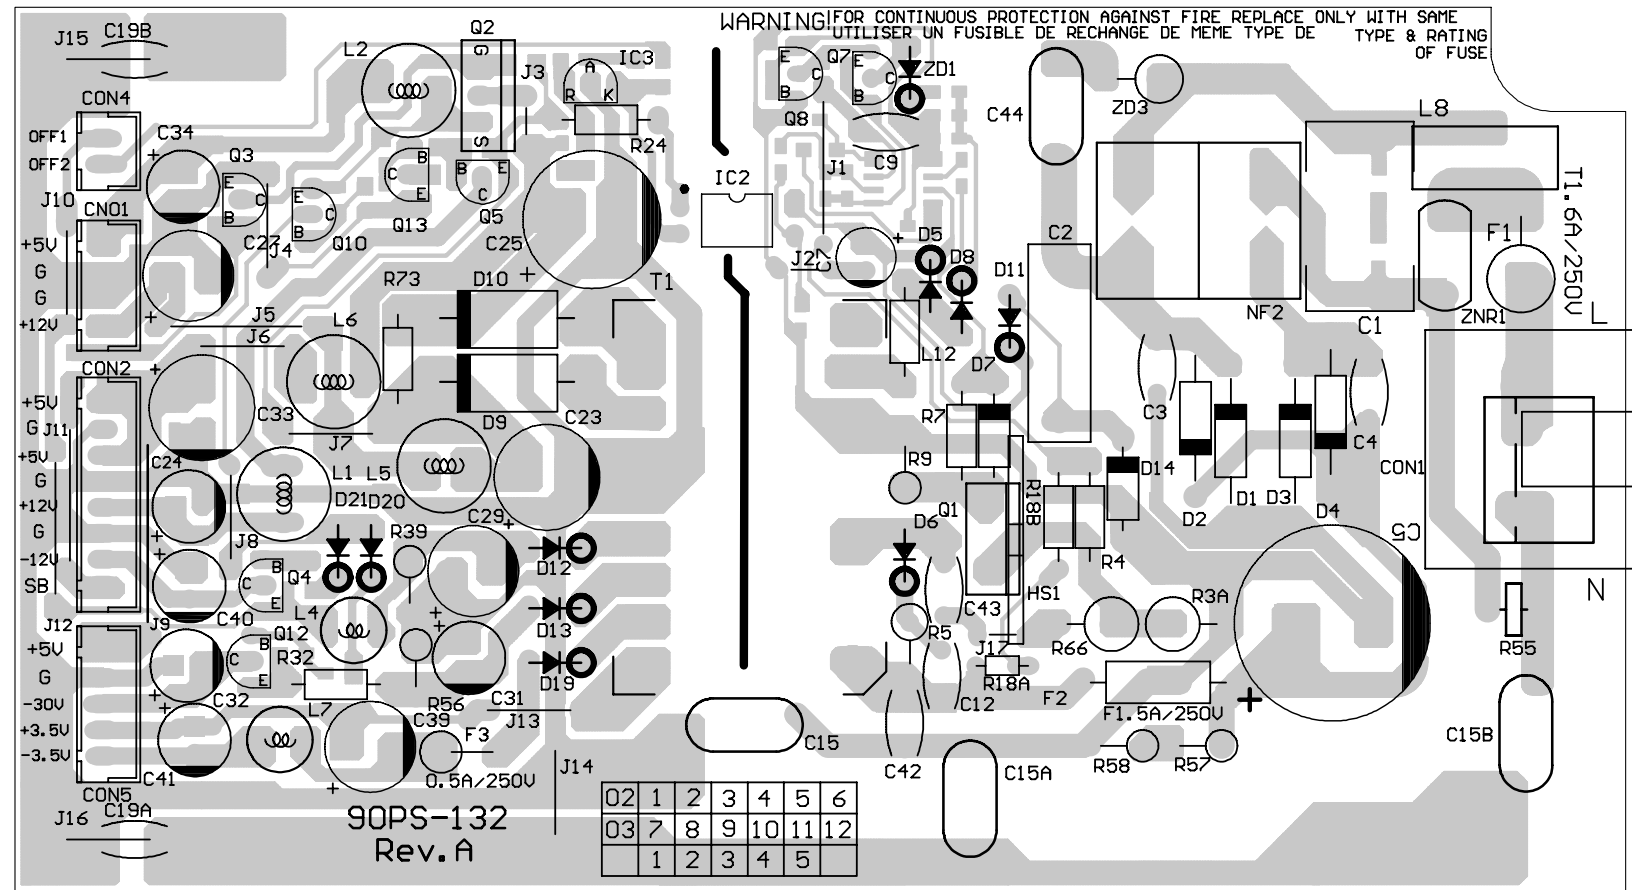 WARNING!FOR CONTINUOUS PROTECTION AGAINST FIRE REPLACE ONLY WITH SAME
UTILISER UN FUSIBLE DE RECHANGE DE MEME TYPE DE TYPE & RATING
OF FUSE
J15
C19B
L2
Q2
G
S
J3
IC3
A
R
K
R24
Q7
E
C
B
Q8
E
C
B
ZD1
C9
C44
ZD3
L8
T1.6A/250V
CON4
OFF1
OFF2
C34
Q3
E
C
B
J10
CN01
+5V
G
G
+12V
C27
J4
E
C
B
Q10
B
C
E
Q13
B
E
C
Q5
C25
IC2
J1
J2
C7
D5
D8
D11
D7
C2
NF2
C1
F1
ZNR1
L
R73
D10
T1
J5
J6
L6
L12
CON2
+5V
G
J11
+5V
G
+12V
G
-12V
SB
C33
J7
D9
C23
C24
L1
L5
D21
D20
R39
C29
J8
R7
R9
Q1
R18B
D14
C3
C4
CON1
D1
D3
D2
D4
C5
D6
R4
HS1
C43
R5
J17
R18A
C12
R66
R3A
R55
N
D12
D13
D19
B
C
E
Q4
L4
C40
J9
J12
+5V
G
-30V
+3.5V
-3.5V
B
C
E
Q12
R32
C32
L7
R56
C31
J13
C39
F3
0.5A/250V
C41
CON5
J14
C15
C42
C15A
F2
F1.5A/250V
R58
R57
C15B
J16
C19A
90PS-132
Rev.A
02 1 2 3 4 5 6
03 7 8 9 10 11 12
1 2 3 4 5